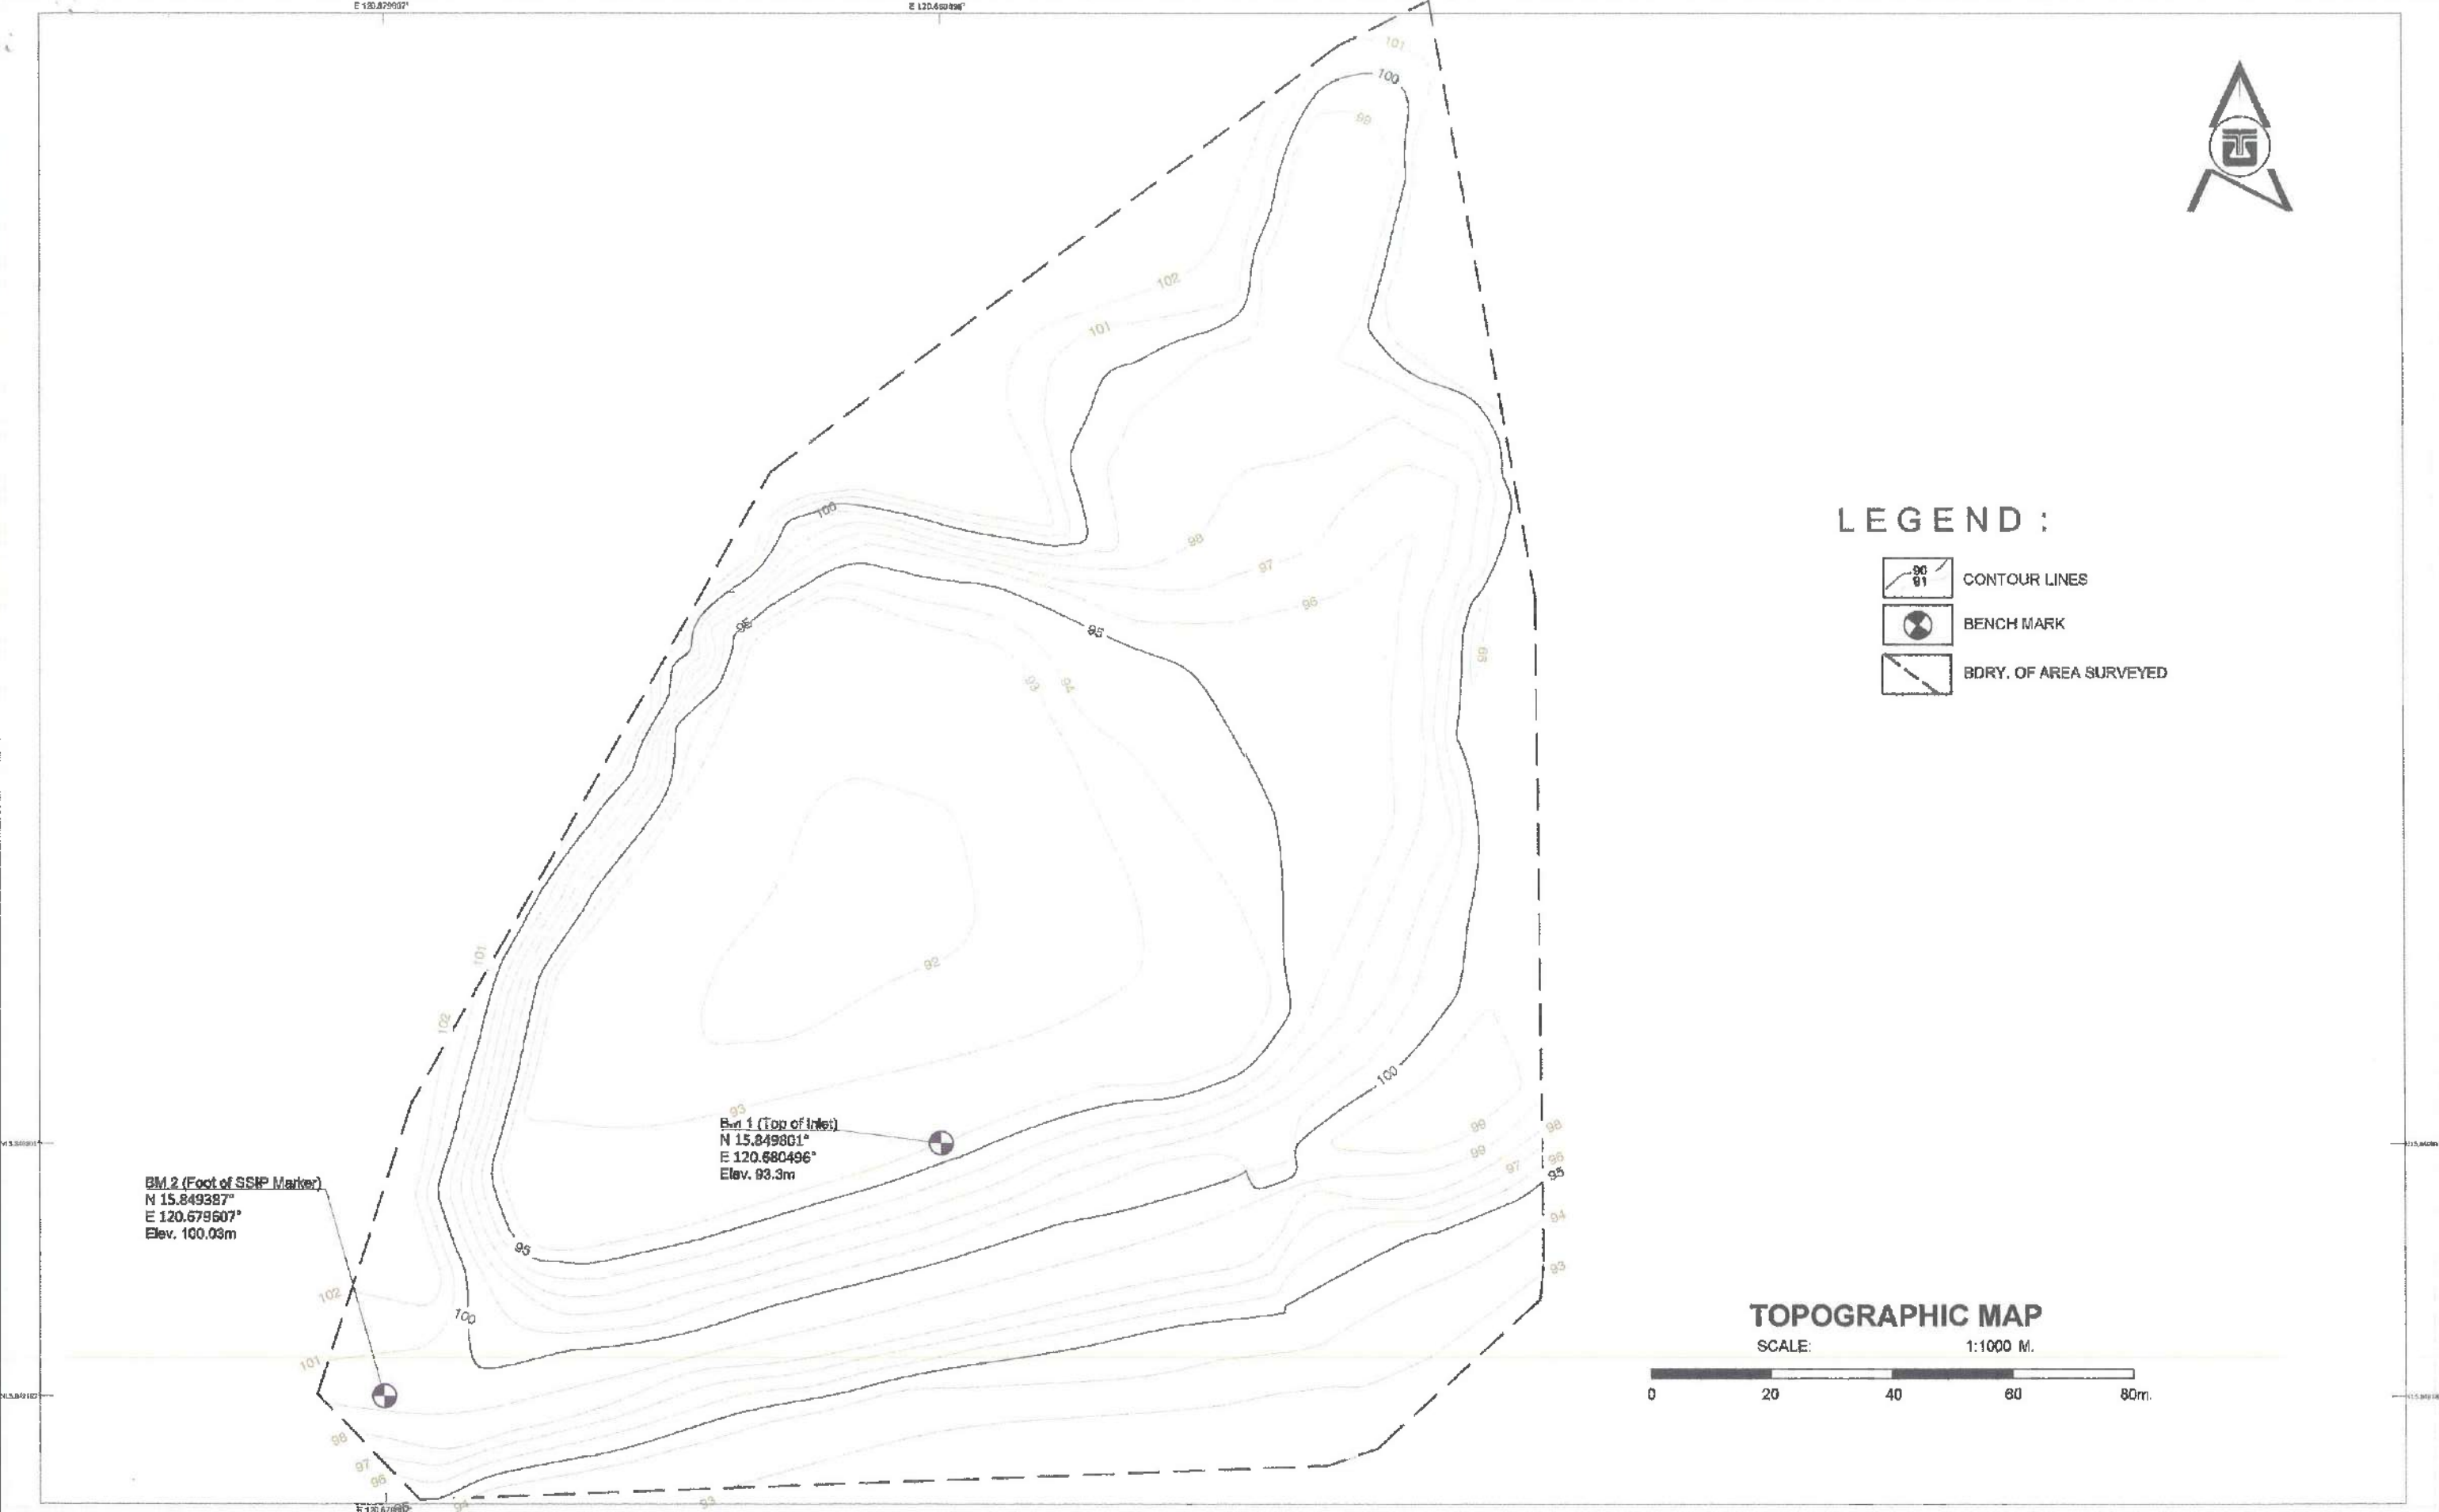 101
100
99
102
101
LEGEND :
100
98
97
96
90
91
CONTOUR LINES
BENCH MARK
95
95
99
BDRY. OF AREA SURVEYED
93
94
101
92
102
100
93
BM 1 (Top of Inlet)
N 15.849801°
E 120.680496°
Elev. 93.3m
99
98
99
97
96
95
94
93
BM 2 (Foot of SSIP Marker)
N 15.849387°
E 120.679607°
Elev. 100.03m
95
102
100
101
TOPOGRAPHIC MAP
SCALE: 1:1000 M.
0 20 40 60 80m.
98
97
96
94
93